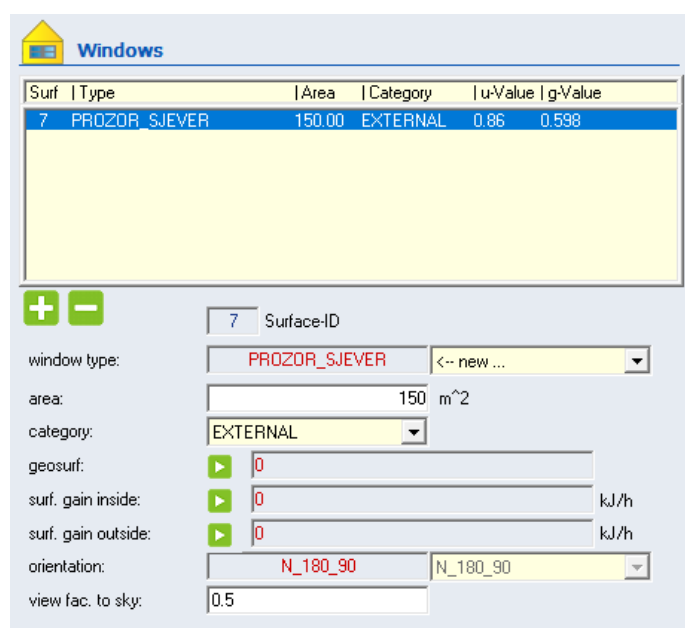 Windows
Surf | Type | Area | Category | u-Value | g-Value
7 PROZOR_SJEVER 150.00 EXTERNAL 0.86 0.598
7 Surface-ID
window type: PROZOR_SJEVER <-- new ...
area: 150 m^2
category: EXTERNAL
geosurf: 0
surf. gain inside: 0 kJ/h
surf. gain outside: 0 kJ/h
orientation: N_180_90 N_180_90
view fac. to sky: 0.5